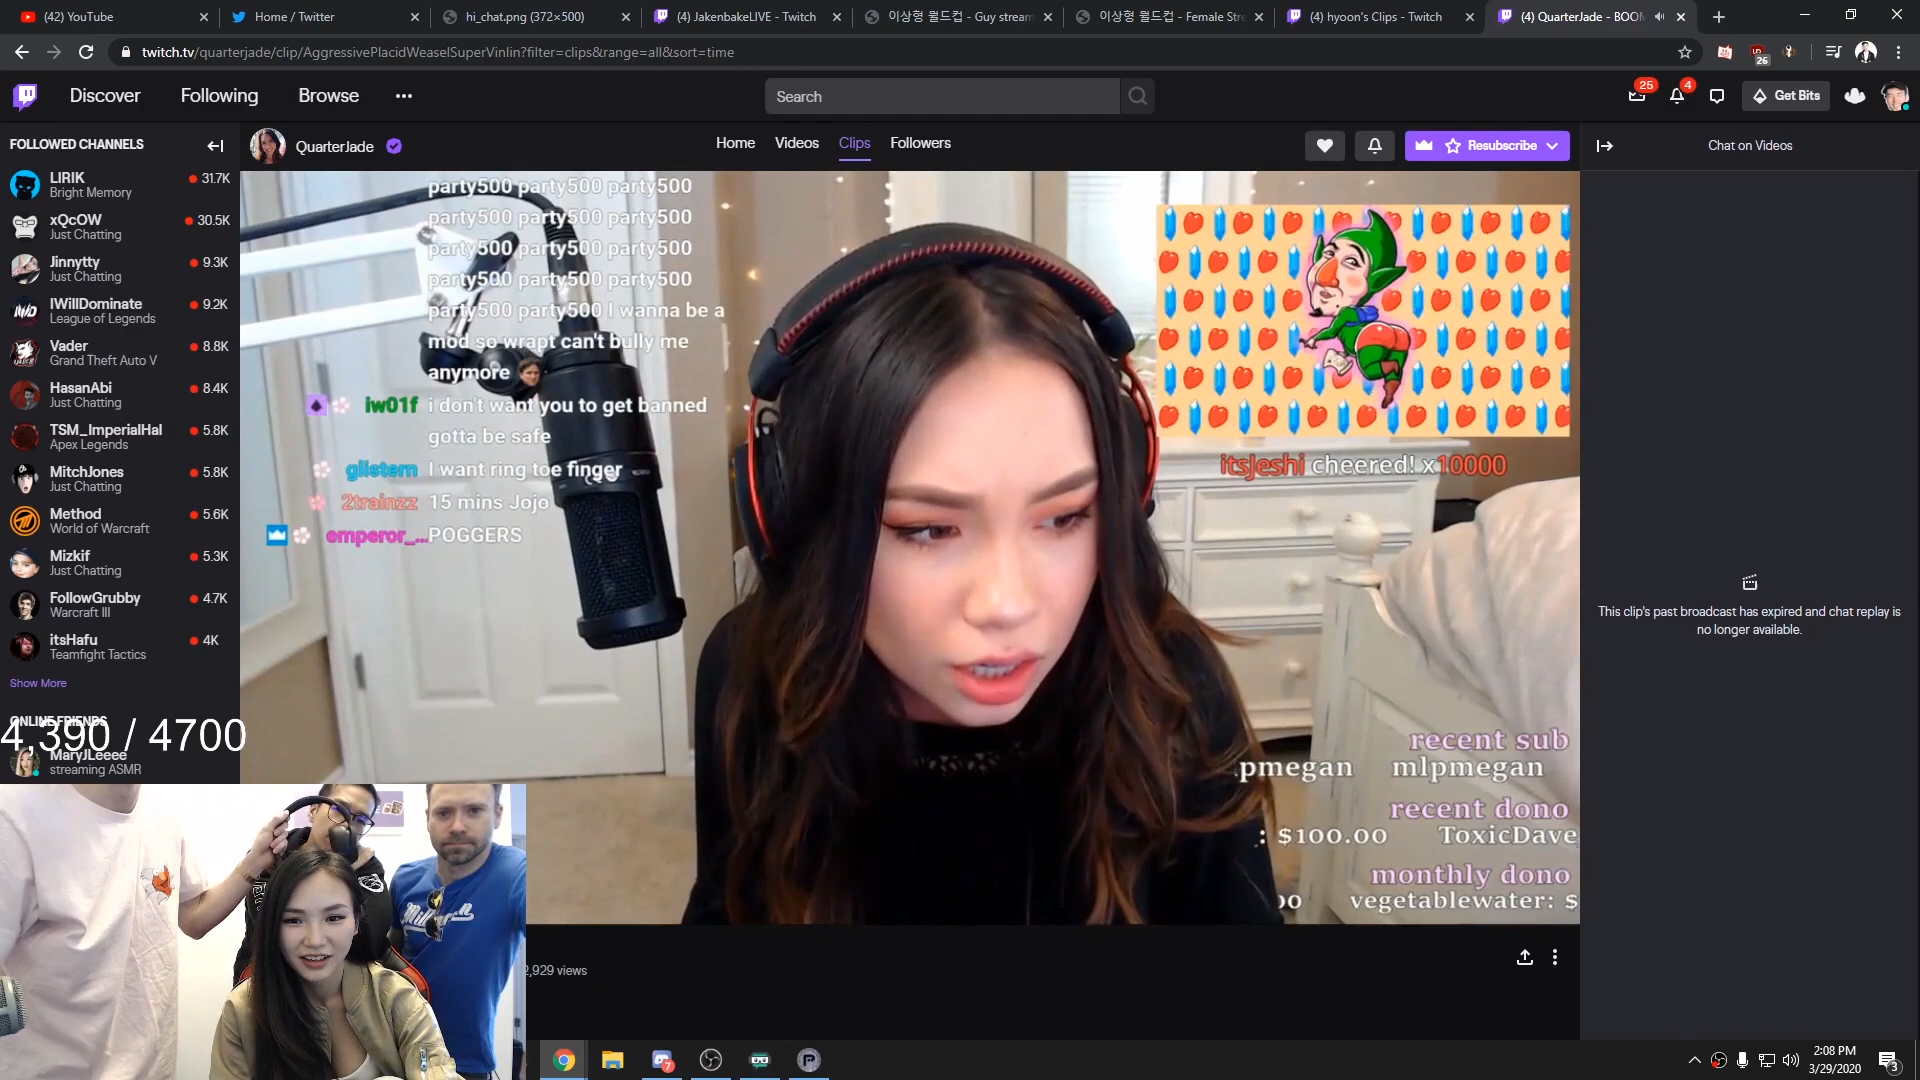 (42) YouTube
Home / Twitter
hi_chat.png (372×500)
(4) JakenbakeLIVE - Twitch
이상형 월드컵 - Guy stream
이상형 월드컵 - Female Stre
(4) hyoon's Clips - Twitch
(4) QuarterJade - BOOM
twitch.tv/quarterjade/clip/AggressivePlacidWeaselSuperVinlin?filter=clips&range=all&sort=time
26
Discover
Following
Browse
Search
25
4
Get Bits
FOLLOWED CHANNELS
QuarterJade
Home
Videos
Clips
Followers
Resubscribe
Chat on Videos
LIRIK
31.7K
Bright Memory
xQcOW
30.5K
Just Chatting
Jinnytty
9.3K
Just Chatting
IWillDominate
9.2K
League of Legends
Vader
8.8K
Grand Theft Auto V
HasanAbi
8.4K
Just Chatting
TSM_ImperialHal
5.8K
Apex Legends
MitchJones
5.8K
Just Chatting
Method
5.6K
World of Warcraft
Mizkif
5.3K
Just Chatting
FollowGrubby
4.7K
Warcraft III
itsHafu
4K
Teamfight Tactics
Show More
ONLINE FRIENDS
4,390 / 4700
MaryJLeeee
streaming ASMR
party500 party500 party500
party500 party500 party500
party500 party500 party500
party500 party500 party500
party500 party500 I wanna be a
mod so wrapt can't bully me
anymore
iw01f i don't want you to get banned
gotta be safe
glistern I want ring toe finger
2trainzz 15 mins Jojo
emperor_... POGGERS
itsJeshi cheered! x10000
This clip's past broadcast has expired and chat replay is
no longer available.
recent sub
pmegan mlpmegan
recent dono
: $100.00 ToxicDave
monthly dono
00 vegetablewater: $
2,929 views
7
2:08 PM
3/29/2020
3